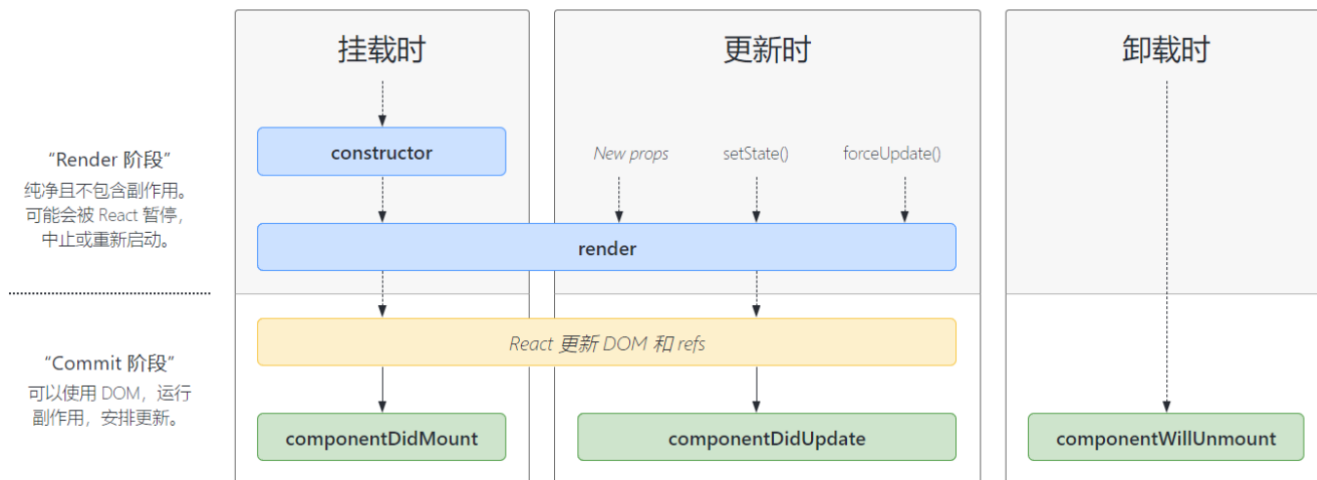 挂载时
更新时
卸载时
“Render 阶段”
纯净且不包含副作用。
可能会被 React 暂停，
中止或重新启动。
constructor
New props
setState()
forceUpdate()
render
“Commit 阶段”
可以使用 DOM，运行
副作用，安排更新。
React 更新 DOM 和 refs
componentDidMount
componentDidUpdate
componentWillUnmount